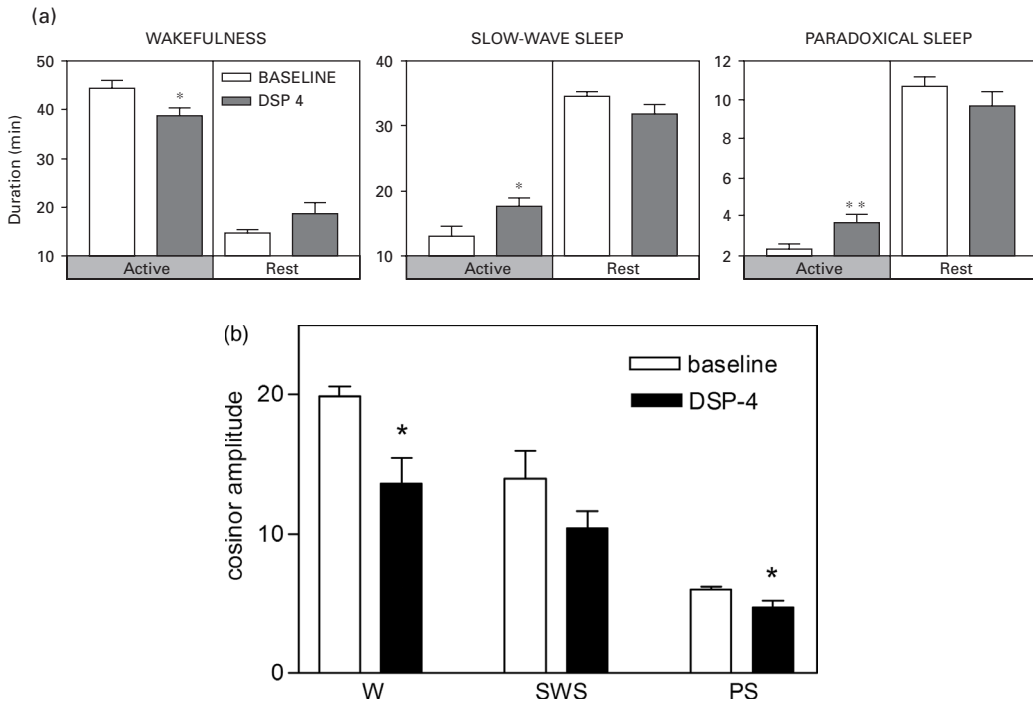 (a)
WAKEFULNESS
SLOW-WAVE SLEEP
PARADOXICAL SLEEP
Duration (min)
50
40
30
20
10
BASELINE
DSP 4
*
Active
Rest
40
30
20
10
*
Active
Rest
12
10
8
6
4
2
**
Active
Rest
(b)
cosinor amplitude
20
10
0
baseline
DSP-4
*
*
W
SWS
PS